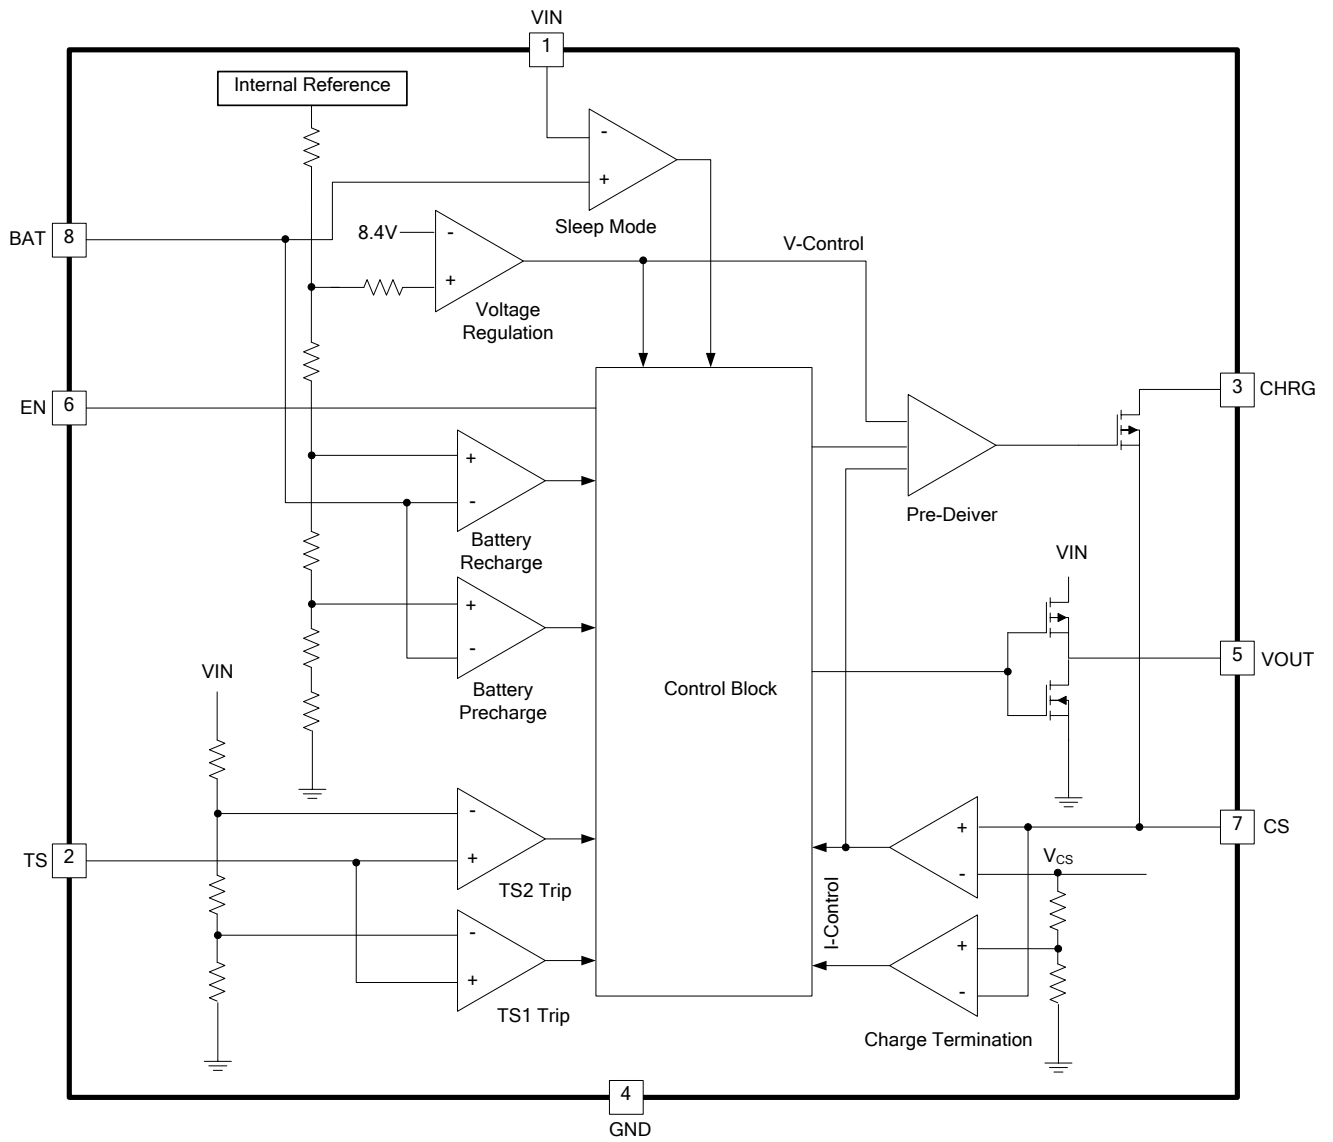 VIN
1
Internal Reference
-
+
Sleep Mode
BAT
8
8.4V
-
+
Voltage
Regulation
V-Control
EN
6
3
CHRG
+
-
Battery
Recharge
Pre-Deiver
VIN
+
-
Battery
Precharge
VIN
Control Block
5
VOUT
TS
2
-
+
TS2 Trip
+
-
7
CS
VCS
I-Control
-
+
TS1 Trip
+
-
Charge Termination
4
GND